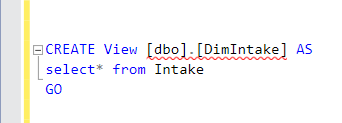 CREATE View [dbo].[DimIntake] AS
select* from Intake
GO